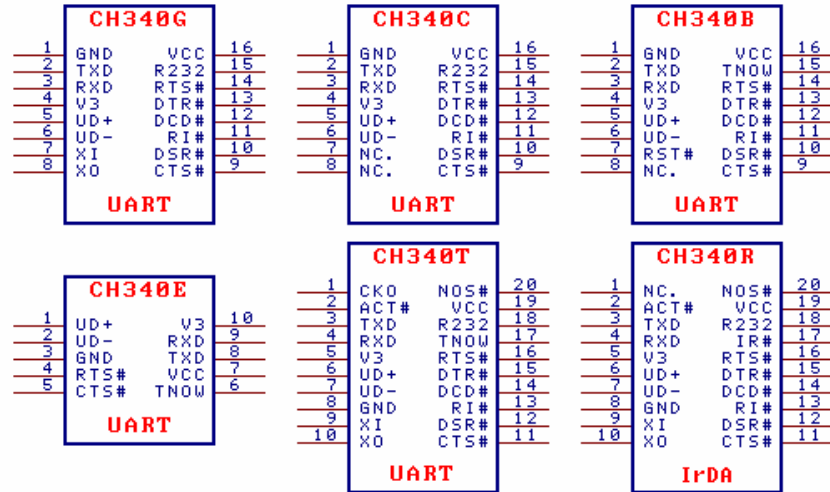 CH340G
1 GND VCC 16
2 TXD R232 15
3 RXD RTS# 14
4 V3 DTR# 13
5 UD+ DCD# 12
6 UD- RI# 11
7 XI DSR# 10
8 XO CTS# 9
UART
CH340C
1 GND VCC 16
2 TXD R232 15
3 RXD RTS# 14
4 V3 DTR# 13
5 UD+ DCD# 12
6 UD- RI# 11
7 NC. DSR# 10
8 NC. CTS# 9
UART
CH340B
1 GND VCC 16
2 TXD TNOW 15
3 RXD RTS# 14
4 V3 DTR# 13
5 UD+ DCD# 12
6 UD- RI# 11
7 RST# DSR# 10
8 NC. CTS# 9
UART
CH340E
1 UD+ V3 10
2 UD- RXD 9
3 GND TXD 8
4 RTS# VCC 7
5 CTS# TNOW 6
UART
CH340T
1 CKO NOS# 20
2 ACT# VCC 19
3 TXD R232 18
4 RXD TNOW 17
5 V3 RTS# 16
6 UD+ DTR# 15
7 UD- DCD# 14
8 GND RI# 13
9 XI DSR# 12
10 XO CTS# 11
UART
CH340R
1 NC. NOS# 20
2 ACT# VCC 19
3 TXD R232 18
4 RXD IR# 17
5 V3 RTS# 16
6 UD+ DTR# 15
7 UD- DCD# 14
8 GND RI# 13
9 XI DSR# 12
10 XO CTS# 11
IrDA